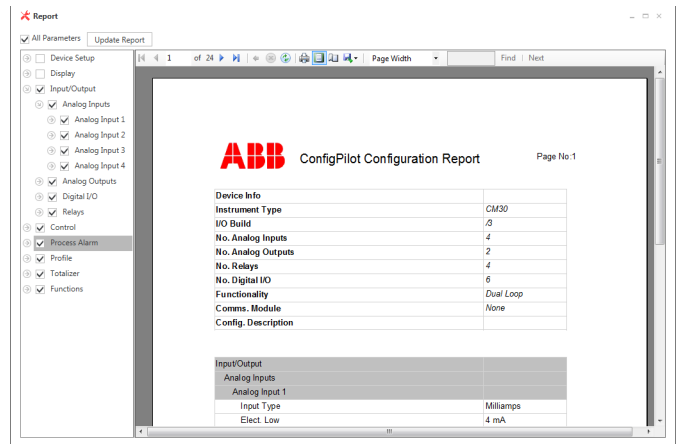 Report
All Parameters Update Report
Device Setup
Display
Input/Output
Analog Inputs
Analog Input 1
Analog Input 2
Analog Input 3
Analog Input 4
Analog Outputs
Digital I/O
Relays
Control
Process Alarm
Profile
Totalizer
Functions
1 of 24 Page Width Find Next
ABB ConfigPilot Configuration Report Page No:1
Device Info
Instrument Type CM30
I/O Build /3
No. Analog Inputs 4
No. Analog Outputs 2
No. Relays 4
No. Digital I/O 6
Functionality Dual Loop
Comms. Module None
Config. Description
Input/Output
Analog Inputs
Analog Input 1
Input Type Milliamps
Elect. Low 4 mA